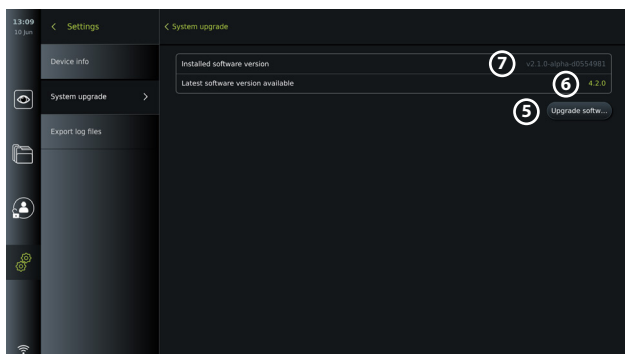 13:09
10 Jun
Settings
System upgrade
Device info
System upgrade
Export log files
Installed software version 7 v2.1.0-alpha-d0554981
Latest software version available 6 4.2.0
5 Upgrade softw...